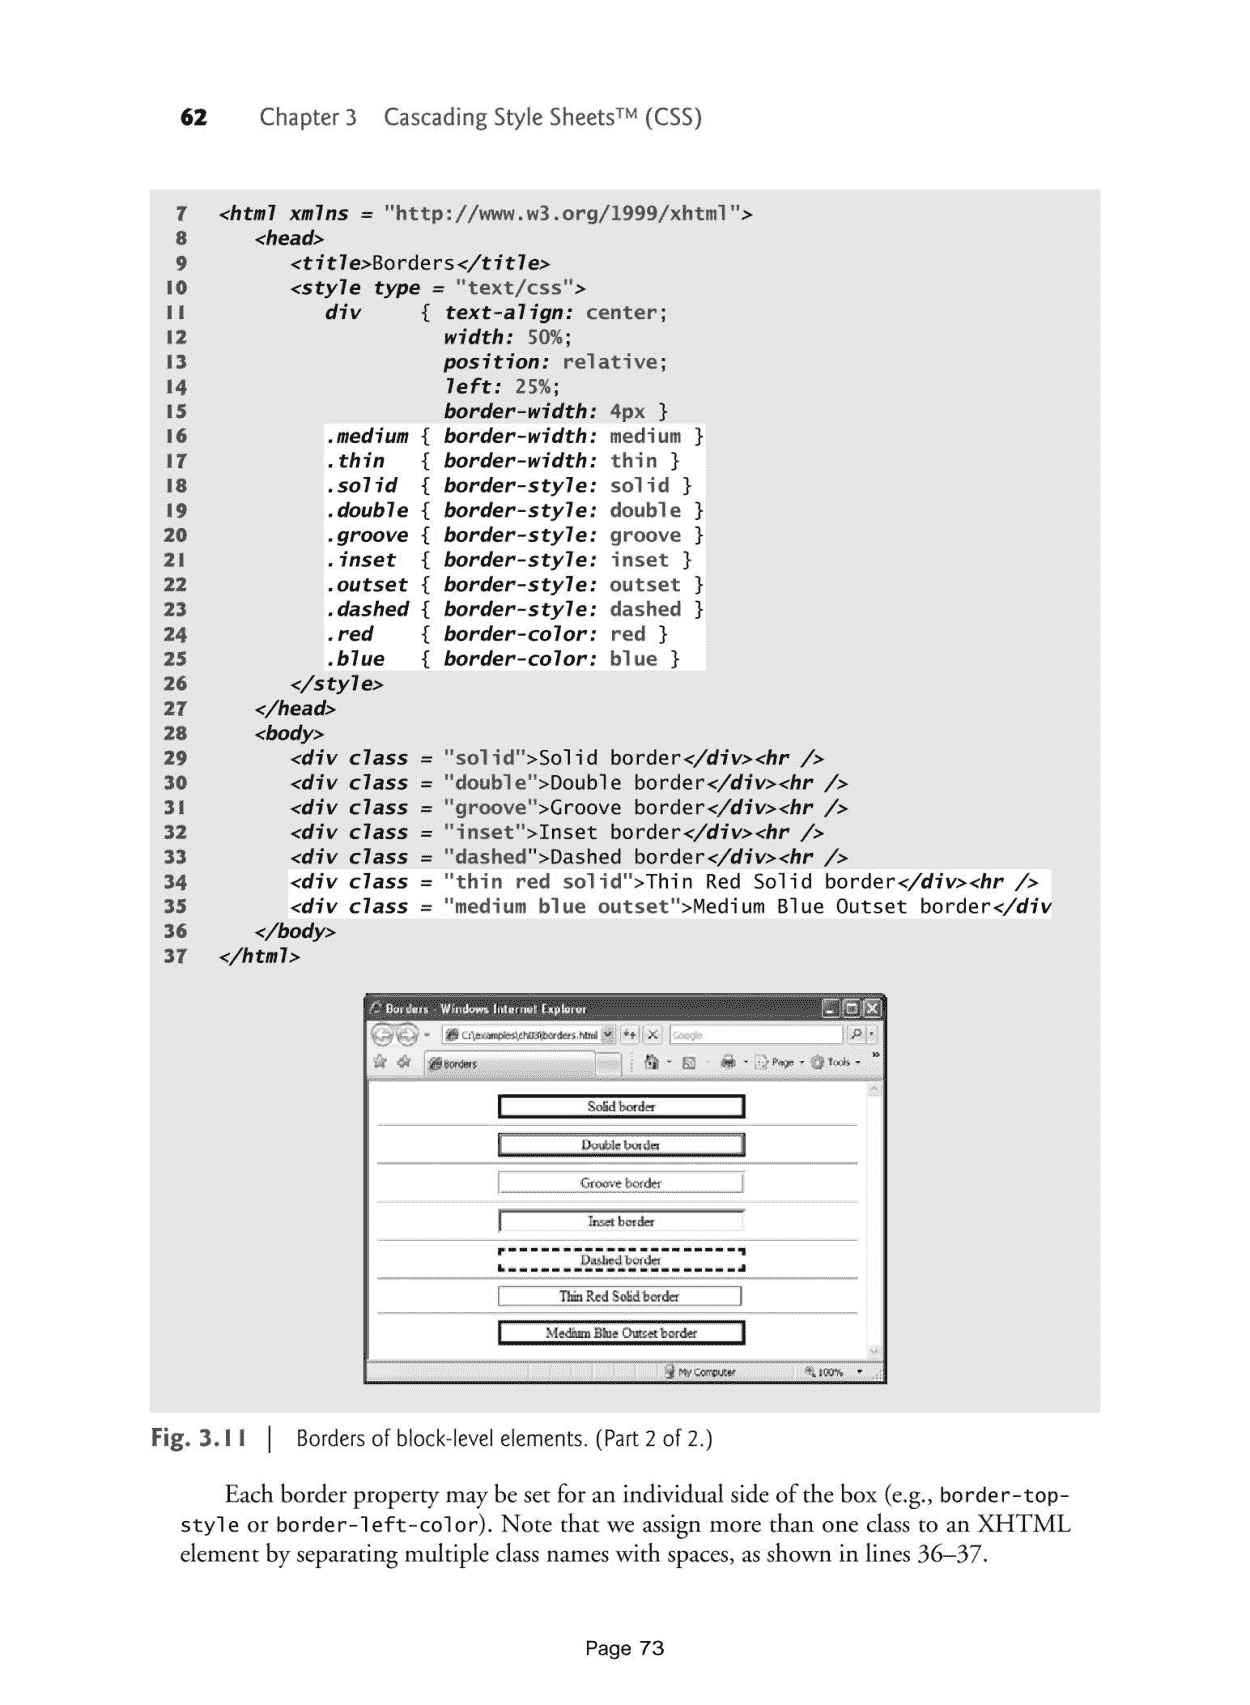 62 Chapter 3 Cascading Style Sheets™ (CSS)
7 <html xmlns = "http://www.w3.org/1999/xhtml">
8 <head>
9 <title>Borders</title>
10 <style type = "text/css">
11 div { text-align: center;
12 width: 50%;
13 position: relative;
14 left: 25%;
15 border-width: 4px }
16 .medium { border-width: medium }
17 .thin { border-width: thin }
18 .solid { border-style: solid }
19 .double { border-style: double }
20 .groove { border-style: groove }
21 .inset { border-style: inset }
22 .outset { border-style: outset }
23 .dashed { border-style: dashed }
24 .red { border-color: red }
25 .blue { border-color: blue }
26 </style>
27 </head>
28 <body>
29 <div class = "solid">Solid border</div><hr />
30 <div class = "double">Double border</div><hr />
31 <div class = "groove">Groove border</div><hr />
32 <div class = "inset">Inset border</div><hr />
33 <div class = "dashed">Dashed border</div><hr />
34 <div class = "thin red solid">Thin Red Solid border</div><hr />
35 <div class = "medium blue outset">Medium Blue Outset border</div
36 </body>
37 </html>
Borders - Windows Internet Explorer
C:\examples\ch03\borders.html Google
Borders Page Tools »
Solid border
Double border
Groove border
Inset border
Dashed border
Thin Red Solid border
Medium Blue Outset border
My Computer 100%
Fig. 3.11 | Borders of block-level elements. (Part 2 of 2.)
Each border property may be set for an individual side of the box (e.g., border-top-
style or border-left-color). Note that we assign more than one class to an XHTML
element by separating multiple class names with spaces, as shown in lines 36–37.
Page 73